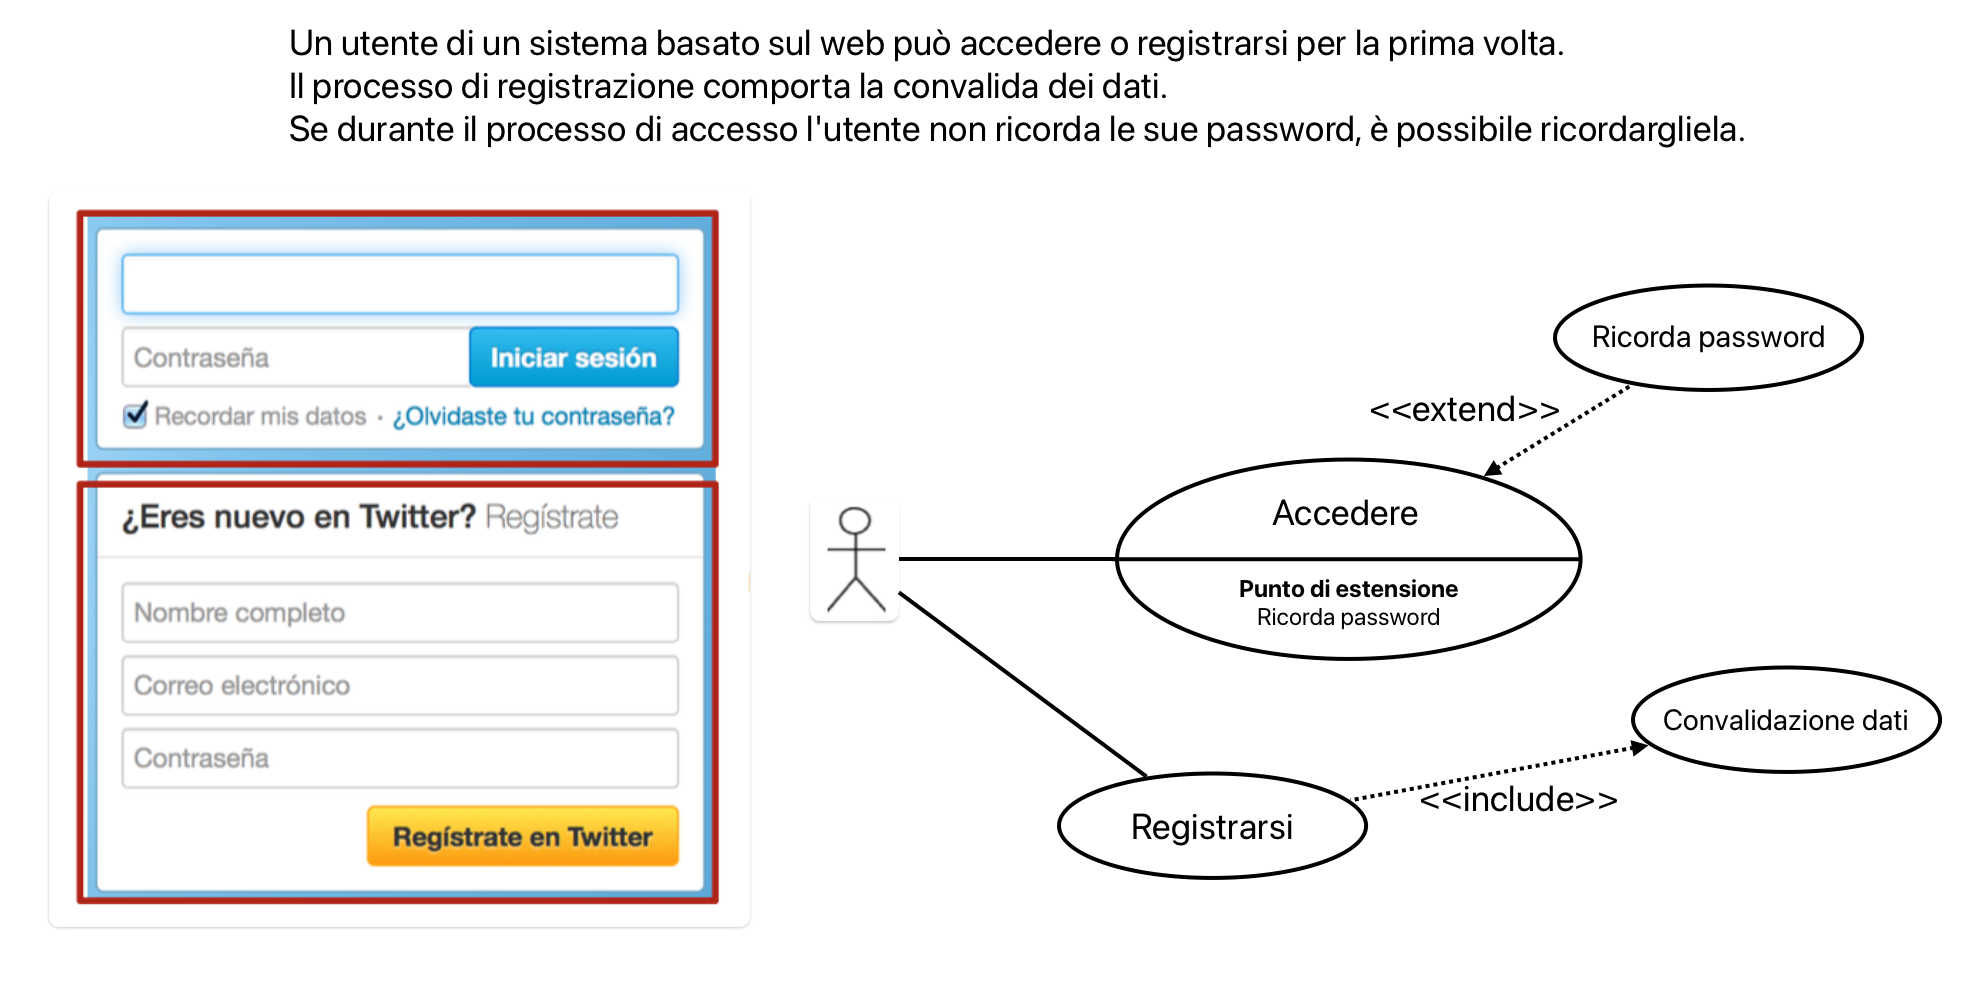 Un utente di un sistema basato sul web può accedere o registrarsi per la prima volta.
Il processo di registrazione comporta la convalida dei dati.
Se durante il processo di accesso l'utente non ricorda le sue password, è possibile ricordargliela.
Contraseña
Iniciar sesión
Recordar mis datos · ¿Olvidaste tu contraseña?
¿Eres nuevo en Twitter? Regístrate
Nombre completo
Correo electrónico
Contraseña
Regístrate en Twitter
Ricorda password
<<extend>>
Accedere
Punto di estensione
Ricorda password
Convalidazione dati
<<include>>
Registrarsi